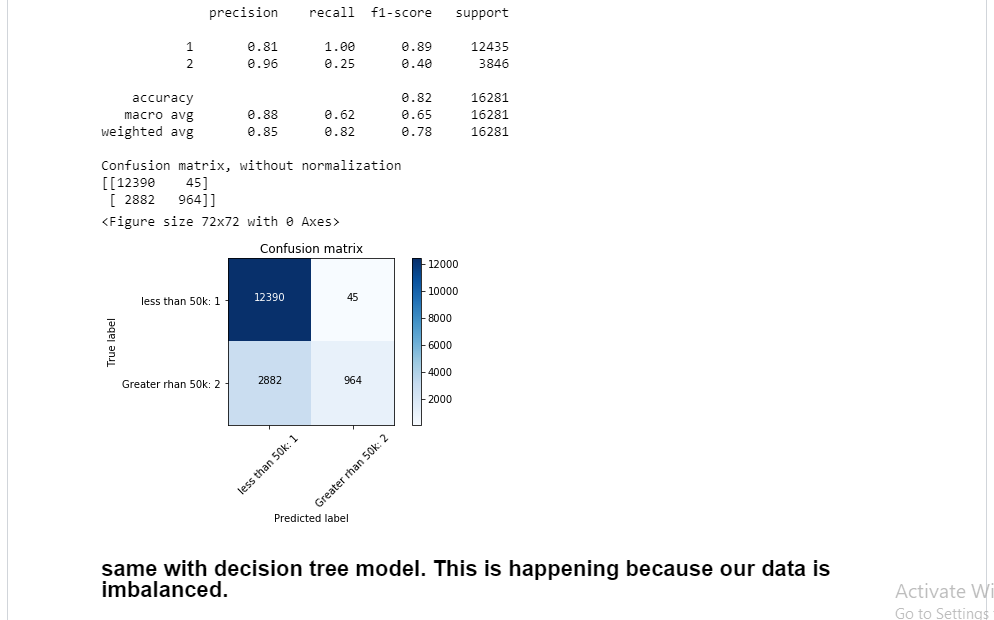 precision recall f1-score support
1 0.81 1.00 0.89 12435
2 0.96 0.25 0.40 3846
accuracy 0.82 16281
macro avg 0.88 0.62 0.65 16281
weighted avg 0.85 0.82 0.78 16281
Confusion matrix, without normalization
[[12390 45]
[ 2882 964]]
<Figure size 72x72 with 0 Axes>
Confusion matrix
12000
10000
8000
6000
4000
2000
True label
less than 50k: 1
12390 45
Greater rhan 50k: 2
2882 964
less than 50k: 1
Greater rhan 50k: 2
Predicted label
same with decision tree model. This is happening because our data is
imbalanced.
Activate Wi
Go to Settings